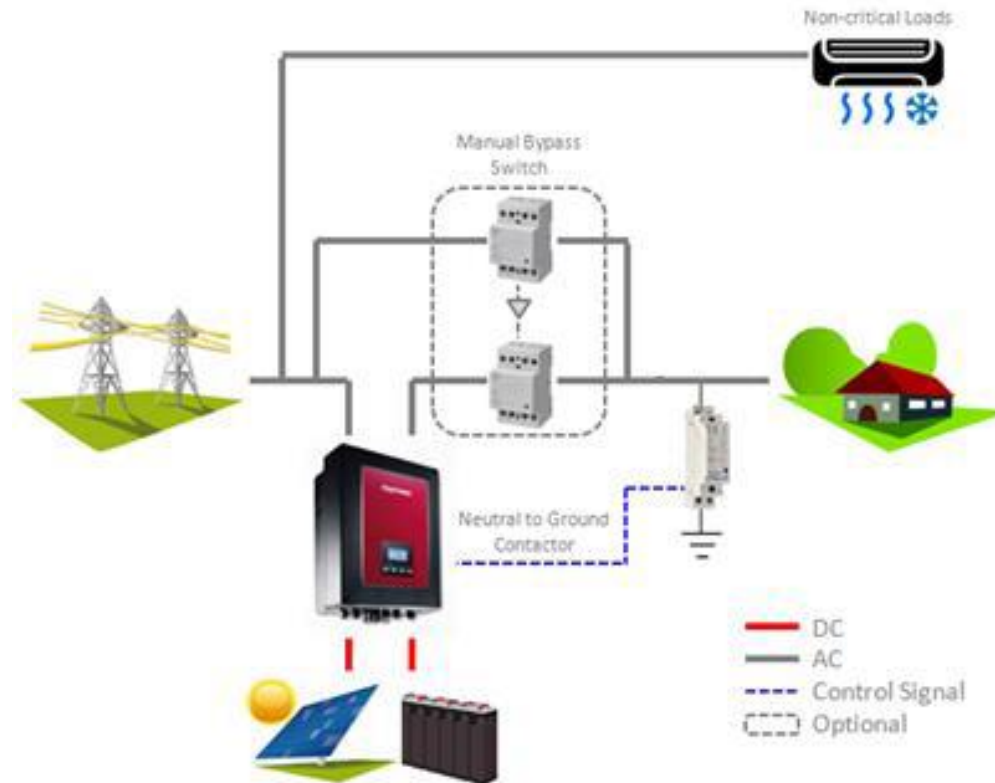 Non-critical Loads
Manual Bypass
Switch
Neutral to Ground
Contactor
DC
AC
Control Signal
Optional